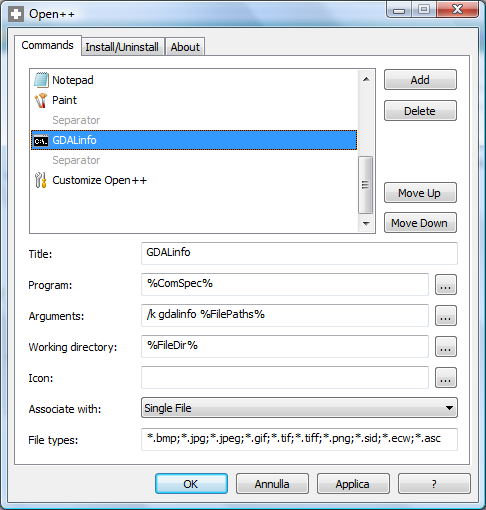 Open++
Commands Install/Uninstall About
Notepad
Paint
Separator
C:\. GDALinfo
Separator
Customize Open++
Add
Delete
Move Up
Move Down
Title: GDALinfo
Program: %ComSpec% ...
Arguments: /k gdalinfo %FilePaths% ...
Working directory: %FileDir% ...
Icon: ...
Associate with: Single File
File types: *.bmp;*.jpg;*.jpeg;*.gif;*.tif;*.tiff;*.png;*.sid;*.ecw;*.asc
OK Annulla Applica ?